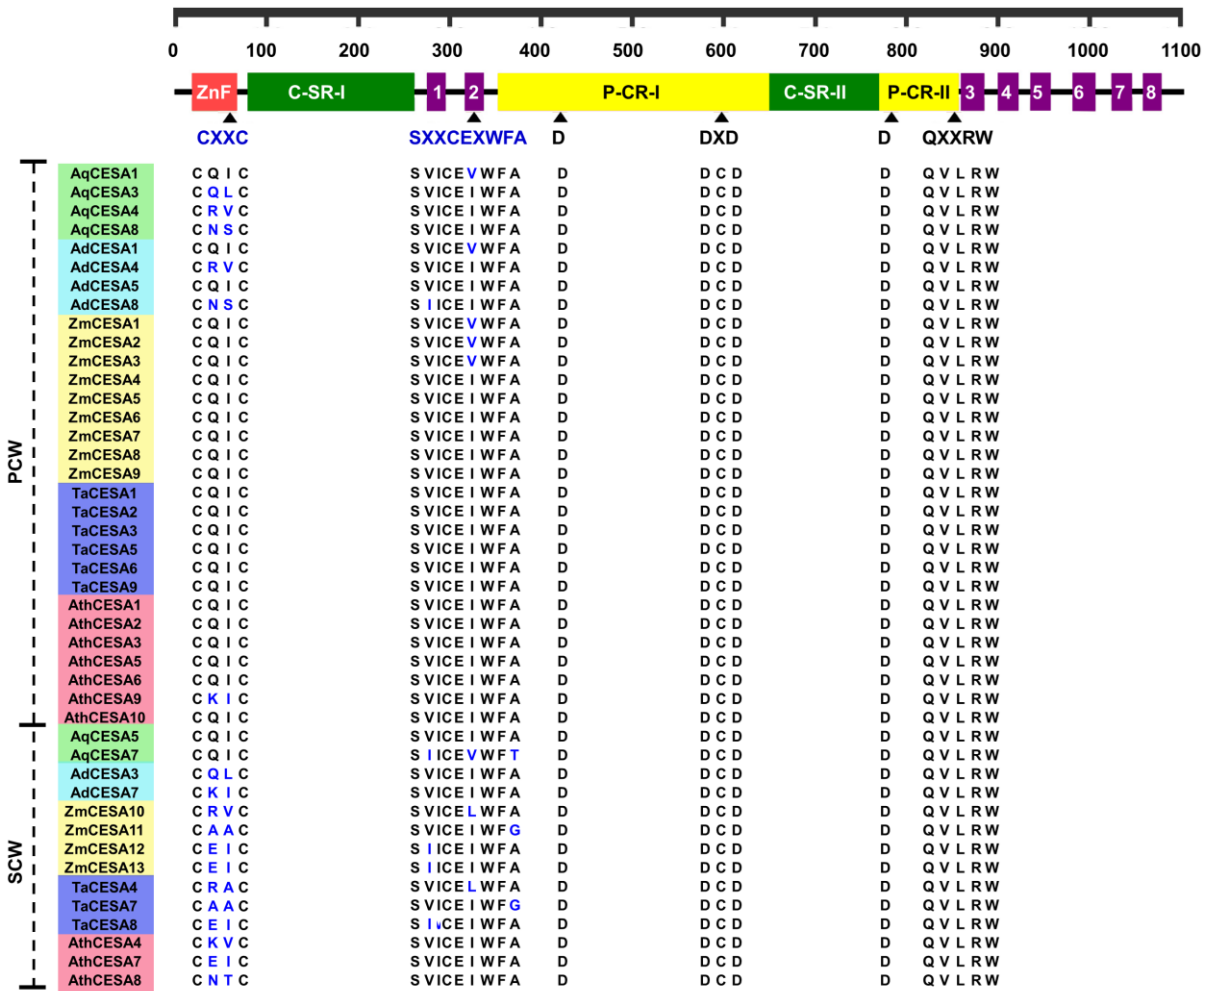 0 100 200 300 400 500 600 700 800 900 1000 1100
ZnF C-SR-I 1 2 P-CR-I C-SR-II P-CR-II 3 4 5 6 7 8
CXXC SXXCEXWFA D DXD D QXXRW
PCW
AqCESA1 CQIC SVICEVWFA D DCD D QVLRW
AqCESA3 CQLC SVICEIWFA D DCD D QVLRW
AqCESA4 CRVC SVICEIWFA D DCD D QVLRW
AqCESA8 CNSC SVICEIWFA D DCD D QVLRW
AdCESA1 CQIC SVICEVWFA D DCD D QVLRW
AdCESA4 CRVC SVICEIWFA D DCD D QVLRW
AdCESA5 CQIC SVICEIWFA D DCD D QVLRW
AdCESA8 CNSC SIICEIWFA D DCD D QVLRW
ZmCESA1 CQIC SVICEVWFA D DCD D QVLRW
ZmCESA2 CQIC SVICEVWFA D DCD D QVLRW
ZmCESA3 CQIC SVICEVWFA D DCD D QVLRW
ZmCESA4 CQIC SVICEIWFA D DCD D QVLRW
ZmCESA5 CQIC SVICEIWFA D DCD D QVLRW
ZmCESA6 CQIC SVICEIWFA D DCD D QVLRW
ZmCESA7 CQIC SVICEIWFA D DCD D QVLRW
ZmCESA8 CQIC SVICEIWFA D DCD D QVLRW
ZmCESA9 CQIC SVICEIWFA D DCD D QVLRW
TaCESA1 CQIC SVICEIWFA D DCD D QVLRW
TaCESA2 CQIC SVICEIWFA D DCD D QVLRW
TaCESA3 CQIC SVICEIWFA D DCD D QVLRW
TaCESA5 CQIC SVICEIWFA D DCD D QVLRW
TaCESA6 CQIC SVICEIWFA D DCD D QVLRW
TaCESA9 CQIC SVICEIWFA D DCD D QVLRW
AthCESA1 CQIC SVICEIWFA D DCD D QVLRW
AthCESA2 CQIC SVICEIWFA D DCD D QVLRW
AthCESA3 CQIC SVICEIWFA D DCD D QVLRW
AthCESA5 CQIC SVICEIWFA D DCD D QVLRW
AthCESA6 CQIC SVICEIWFA D DCD D QVLRW
AthCESA9 CKIC SVICEIWFA D DCD D QVLRW
AthCESA10 CQIC SVICEIWFA D DCD D QVLRW
SCW
AqCESA5 CQIC SVICEIWFA D DCD D QVLRW
AqCESA7 CQIC SIICEVWFT D DCD D QVLRW
AdCESA3 CQLC SVICEIWFA D DCD D QVLRW
AdCESA7 CKIC SVICEIWFA D DCD D QVLRW
ZmCESA10 CRVC SVICELWFA D DCD D QVLRW
ZmCESA11 CAAC SVICEIWFG D DCD D QVLRW
ZmCESA12 CEIC SIICEIWFA D DCD D QVLRW
ZmCESA13 CEIC SIICEIWFA D DCD D QVLRW
TaCESA4 CRAC SVICELWFA D DCD D QVLRW
TaCESA7 CAAC SVICEIWFG D DCD D QVLRW
TaCESA8 CEIC D DCD D QVLRW
AthCESA4 CKVC SVICEIWFA D DCD D QVLRW
AthCESA7 CEIC SVICEIWFA D DCD D QVLRW
AthCESA8 CNTC SVICEIWFA D DCD D QVLRW